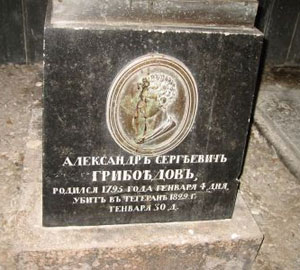 АЛЕКСАНДРЪ СЕРГѢЕВИЧЪ
ГРИБОѢДОВЪ,
РОДИЛСЯ 1795 ГОДА ГЕНВАРЯ 4 ДНЯ,
УБИТЪ ВЪ ТЕГЕРАНѢ 1829 Г.
ГЕНВАРЯ 30 Д.